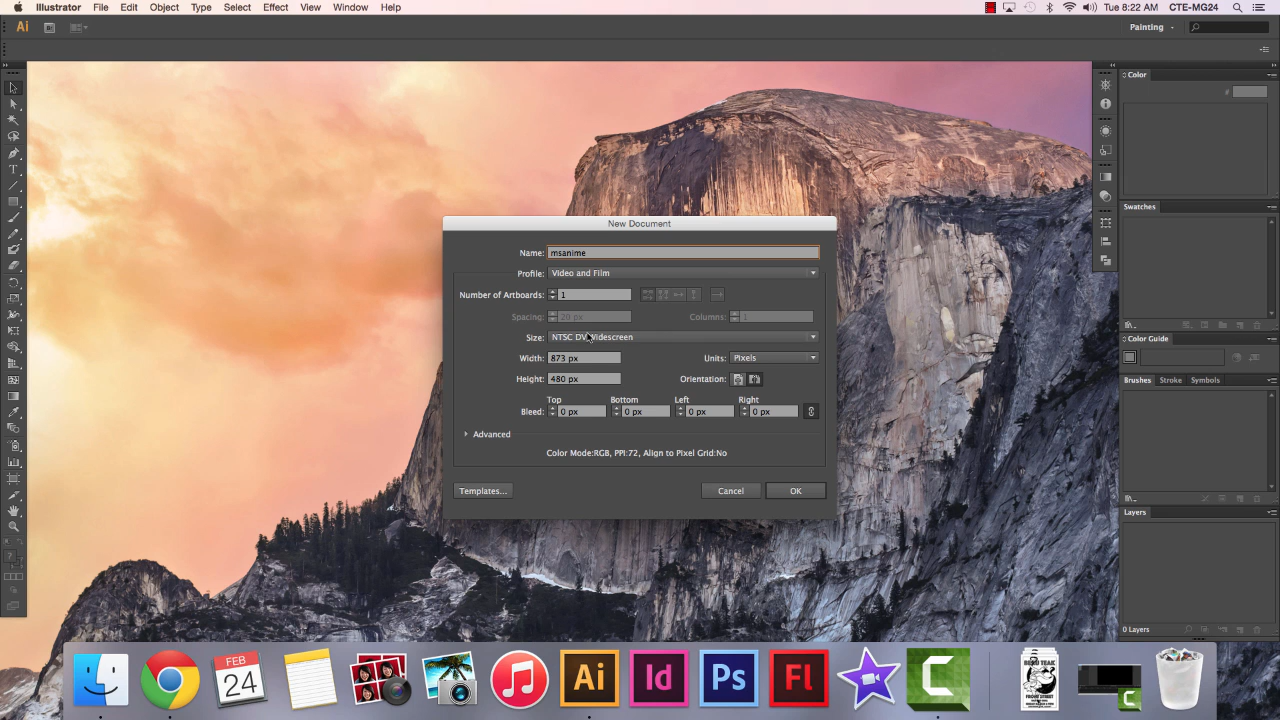 Illustrator File Edit Object Type Select Effect View Window Help Tue 8:22 AM CTE-MG24
Ai Painting
Color
#
Swatches
Color Guide
Brushes Stroke Symbols
Layers
0 Layers
New Document
Name: msanime
Profile: Video and Film
Number of Artboards: 1
Spacing: 20 px Columns: 1
Size: NTSC DV Widescreen
Width: 873 px Units: Pixels
Height: 480 px Orientation:
Top Bottom Left Right
Bleed: 0 px 0 px 0 px 0 px
Advanced
Color Mode:RGB, PPI:72, Align to Pixel Grid:No
Templates... Cancel OK
FEB
24
Ai Id Ps Fl C